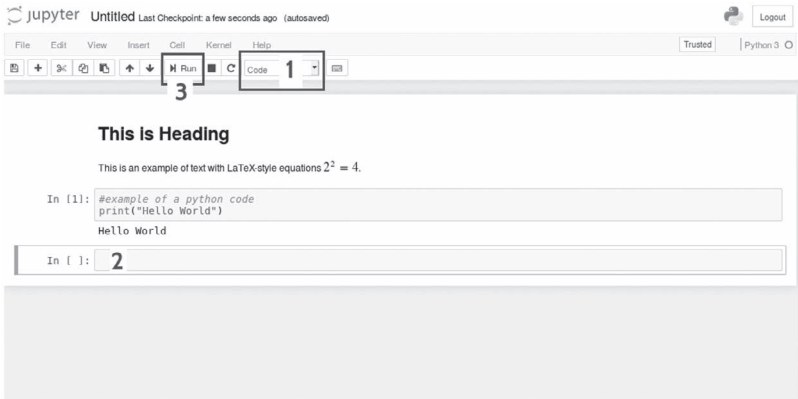 jupyter Untitled Last Checkpoint: a few seconds ago (autosaved) Logout
File Edit View Insert Cell Kernel Help Trusted Python 3
Run Code 1
3
This is Heading
This is an example of text with LaTeX-style equations 2² = 4.
In [1]: #example of a python code
print("Hello World")
Hello World
In [ ]: 2